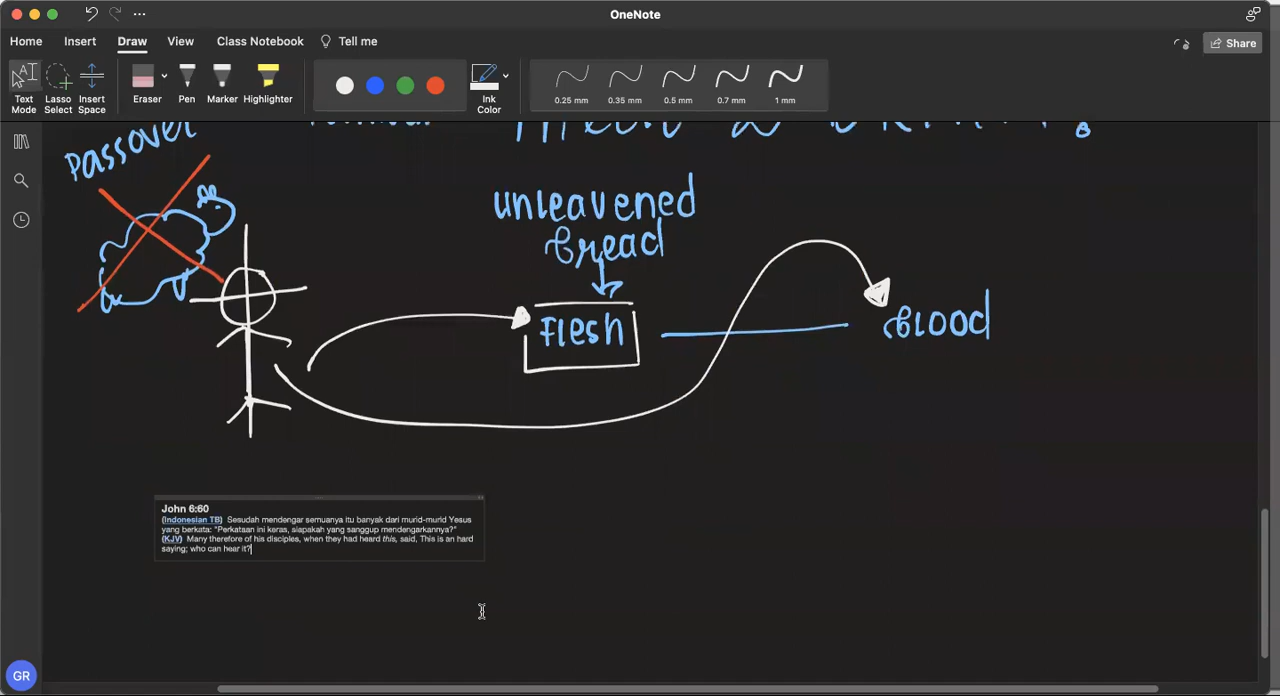 OneNote
Home Insert Draw View Class Notebook Tell me
Share
Text Mode
Lasso Select
Insert Space
Eraser
Pen
Marker
Highlighter
Ink Color
0.25 mm
0.35 mm
0.5 mm
0.7 mm
1 mm
Passover
unleavened
bread
Flesh
Blood
John 6:60
(Indonesian TB) Sesudah mendengar semuanya itu banyak dari murid-murid Yesus
yang berkata: "Perkataan ini keras, siapakah yang sanggup mendengarkannya?"
(KJV) Many therefore of his disciples, when they had heard this, said, This is an hard
saying; who can hear it?
GR